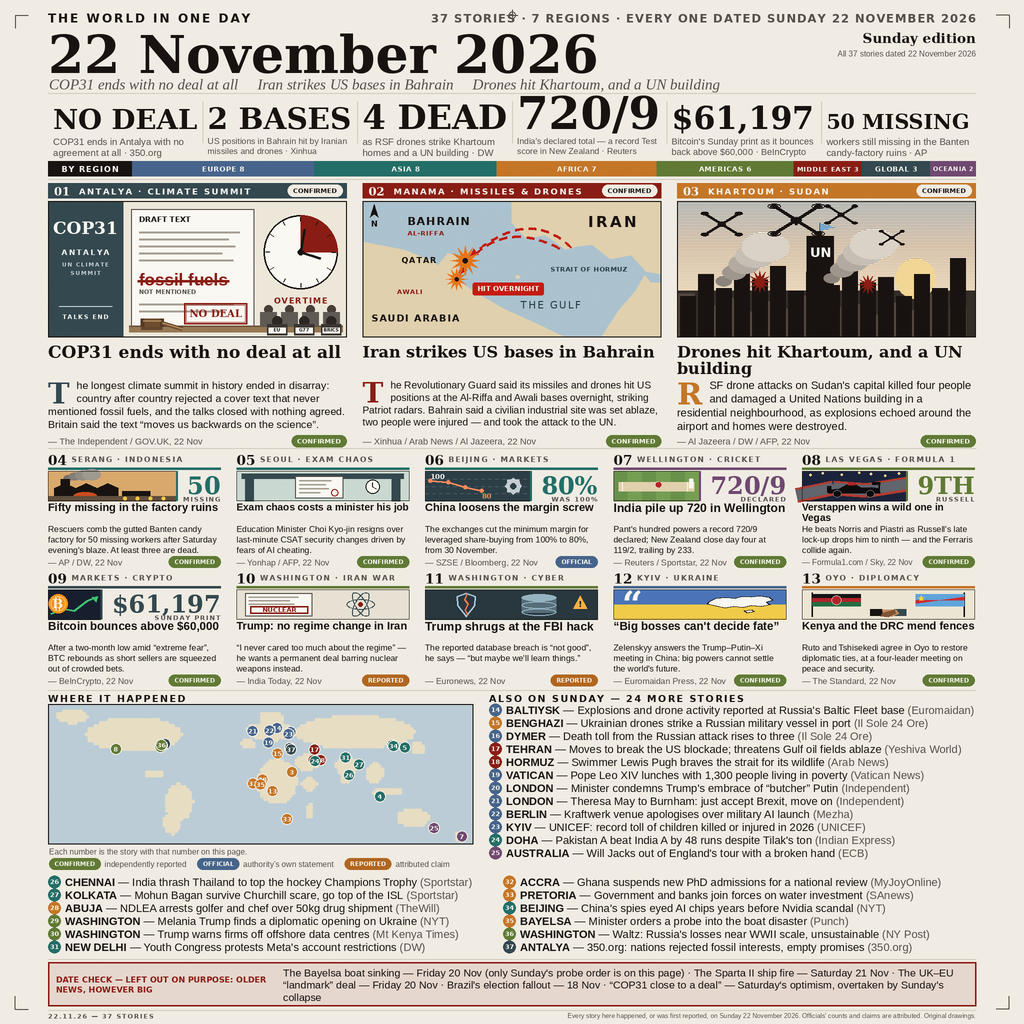 THE WORLD IN ONE DAY
37 STORIES · 7 REGIONS · EVERY ONE DATED SUNDAY 22 NOVEMBER 2026
22 November 2026
Sunday edition
All 37 stories dated 22 November 2026
COP31 ends with no deal at all Iran strikes US bases in Bahrain Drones hit Khartoum, and a UN building
NO DEAL
COP31 ends in Antalya with no
agreement at all · 350.org
2 BASES
US positions in Bahrain hit by Iranian
missiles and drones · Xinhua
4 DEAD
as RSF drones strike Khartoum
homes and a UN building · DW
720/9
India's declared total — a record Test
score in New Zealand · Reuters
$61,197
Bitcoin's Sunday print as it bounces
back above $60,000 · BeInCrypto
50 MISSING
workers still missing in the Banten
candy-factory ruins · AP
BY REGION
EUROPE 8
ASIA 8
AFRICA 7
AMERICAS 6
MIDDLE EAST 3
GLOBAL 3
OCEANIA 2
01 ANTALYA · CLIMATE SUMMIT
CONFIRMED
COP31
ANTALYA
UN CLIMATE
SUMMIT
TALKS END
DRAFT TEXT
fossil fuels
NOT MENTIONED
NO DEAL
OVERTIME
EU
G77
BRICS
COP31 ends with no deal at all
The longest climate summit in history ended in disarray:
country after country rejected a cover text that never
mentioned fossil fuels, and the talks closed with nothing agreed.
Britain said the text “moves us backwards on the science”.
— The Independent / GOV.UK, 22 Nov
CONFIRMED
02 MANAMA · MISSILES & DRONES
CONFIRMED
N
BAHRAIN
AL-RIFFA
IRAN
QATAR
STRAIT OF HORMUZ
AWALI
HIT OVERNIGHT
THE GULF
SAUDI ARABIA
Iran strikes US bases in Bahrain
The Revolutionary Guard said its missiles and drones hit US
positions at the Al-Riffa and Awali bases overnight, striking
Patriot radars. Bahrain said a civilian industrial site was set ablaze,
two people were injured — and took the attack to the UN.
— Xinhua / Arab News / Al Jazeera, 22 Nov
CONFIRMED
03 KHARTOUM · SUDAN
CONFIRMED
UN
Drones hit Khartoum, and a UN
building
RSF drone attacks on Sudan's capital killed four people
and damaged a United Nations building in a
residential neighbourhood, as explosions echoed around the
airport and homes were destroyed.
— Al Jazeera / DW / AFP, 22 Nov
CONFIRMED
04 SERANG · INDONESIA
50
MISSING
Fifty missing in the factory ruins
Rescuers comb the gutted Banten candy
factory for 50 missing workers after Saturday
evening's blaze. At least three are dead.
— AP / DW, 22 Nov
CONFIRMED
05 SEOUL · EXAM CHAOS
Exam chaos costs a minister his job
Education Minister Choi Kyo-jin resigns over
last-minute CSAT security changes driven by
fears of AI cheating.
— Yonhap / AFP, 22 Nov
CONFIRMED
06 BEIJING · MARKETS
100
80
80%
WAS 100%
China loosens the margin screw
The exchanges cut the minimum margin for
leveraged share-buying from 100% to 80%,
from 30 November.
— SZSE / Bloomberg, 22 Nov
OFFICIAL
07 WELLINGTON · CRICKET
720/9
DECLARED
India pile up 720 in Wellington
Pant's hundred powers a record 720/9
declared; New Zealand close day four at
119/2, trailing by 233.
— Reuters / Sportstar, 22 Nov
CONFIRMED
08 LAS VEGAS · FORMULA 1
9TH
RUSSELL
Verstappen wins a wild one in
Vegas
He beats Norris and Piastri as Russell's late
lock-up drops him to ninth — and the Ferraris
collide again.
— Formula1.com / Sky, 22 Nov
CONFIRMED
09 MARKETS · CRYPTO
₿
$61,197
SUNDAY PRINT
Bitcoin bounces above $60,000
After a two-month low amid “extreme fear”,
BTC rebounds as short sellers are squeezed
out of crowded bets.
— BeInCrypto, 22 Nov
CONFIRMED
10 WASHINGTON · IRAN WAR
NUCLEAR
Trump: no regime change in Iran
“I never cared too much about the regime” —
he wants a permanent deal barring nuclear
weapons instead.
— India Today, 22 Nov
REPORTED
11 WASHINGTON · CYBER
!
Trump shrugs at the FBI hack
The reported database breach is “not good”,
he says — “but maybe we'll learn things.”
— Euronews, 22 Nov
REPORTED
12 KYIV · UKRAINE
“
“Big bosses can't decide fate”
Zelenskyy answers the Trump–Putin–Xi
meeting in China: big powers cannot settle
the world's future.
— Euromaidan Press, 22 Nov
CONFIRMED
13 OYO · DIPLOMACY
Kenya and the DRC mend fences
Ruto and Tshisekedi agree in Oyo to restore
diplomatic ties, at a four-leader meeting on
peace and security.
— The Standard, 22 Nov
CONFIRMED
WHERE IT HAPPENED
Each number is the story with that number on this page.
CONFIRMED independently reported OFFICIAL authority's own statement REPORTED attributed claim
ALSO ON SUNDAY — 24 MORE STORIES
14 BALTIYSK — Explosions and drone activity reported at Russia's Baltic Fleet base (Euromaidan)
15 BENGHAZI — Ukrainian drones strike a Russian military vessel in port (Il Sole 24 Ore)
16 DYMER — Death toll from the Russian attack rises to three (Il Sole 24 Ore)
17 TEHRAN — Moves to break the US blockade; threatens Gulf oil fields ablaze (Yeshiva World)
18 HORMUZ — Swimmer Lewis Pugh braves the strait for its wildlife (Arab News)
19 VATICAN — Pope Leo XIV lunches with 1,300 people living in poverty (Vatican News)
20 LONDON — Minister condemns Trump's embrace of “butcher” Putin (Independent)
21 LONDON — Theresa May to Burnham: just accept Brexit, move on (Independent)
22 BERLIN — Kraftwerk venue apologises over military AI launch (Mezha)
23 KYIV — UNICEF: record toll of children killed or injured in 2026 (UNICEF)
24 DOHA — Pakistan A beat India A by 48 runs despite Tilak's ton (Indian Express)
25 AUSTRALIA — Will Jacks out of England's tour with a broken hand (ECB)
26 CHENNAI — India thrash Thailand to top the hockey Champions Trophy (Sportstar)
27 KOLKATA — Mohun Bagan survive Churchill scare, go top of the ISL (Sportstar)
28 ABUJA — NDLEA arrests golfer and chef over 50kg drug shipment (TheWill)
29 WASHINGTON — Melania Trump finds a diplomatic opening on Ukraine (NYT)
30 WASHINGTON — Trump warns firms off offshore data centres (Mt Kenya Times)
31 NEW DELHI — Youth Congress protests Meta's account restrictions (DW)
32 ACCRA — Ghana suspends new PhD admissions for a national review (MyJoyOnline)
33 PRETORIA — Government and banks join forces on water investment (SAnews)
34 BEIJING — China's spies eyed AI chips years before Nvidia scandal (NYT)
35 BAYELSA — Minister orders a probe into the boat disaster (Punch)
36 WASHINGTON — Waltz: Russia's losses near WWII scale, unsustainable (NY Post)
37 ANTALYA — 350.org: nations rejected fossil interests, empty promises (350.org)
DATE CHECK — LEFT OUT ON PURPOSE: OLDER
NEWS, HOWEVER BIG
The Bayelsa boat sinking — Friday 20 Nov (only Sunday's probe order is on this page) · The Sparta II ship fire — Saturday 21 Nov · The UK–EU
“landmark” deal — Friday 20 Nov · Brazil's election fallout — 18 Nov · “COP31 close to a deal” — Saturday's optimism, overtaken by Sunday's
collapse
22.11.26 — 37 STORIES
Every story here happened, or was first reported, on Sunday 22 November 2026. Officials' counts and claims are attributed. Original drawings.